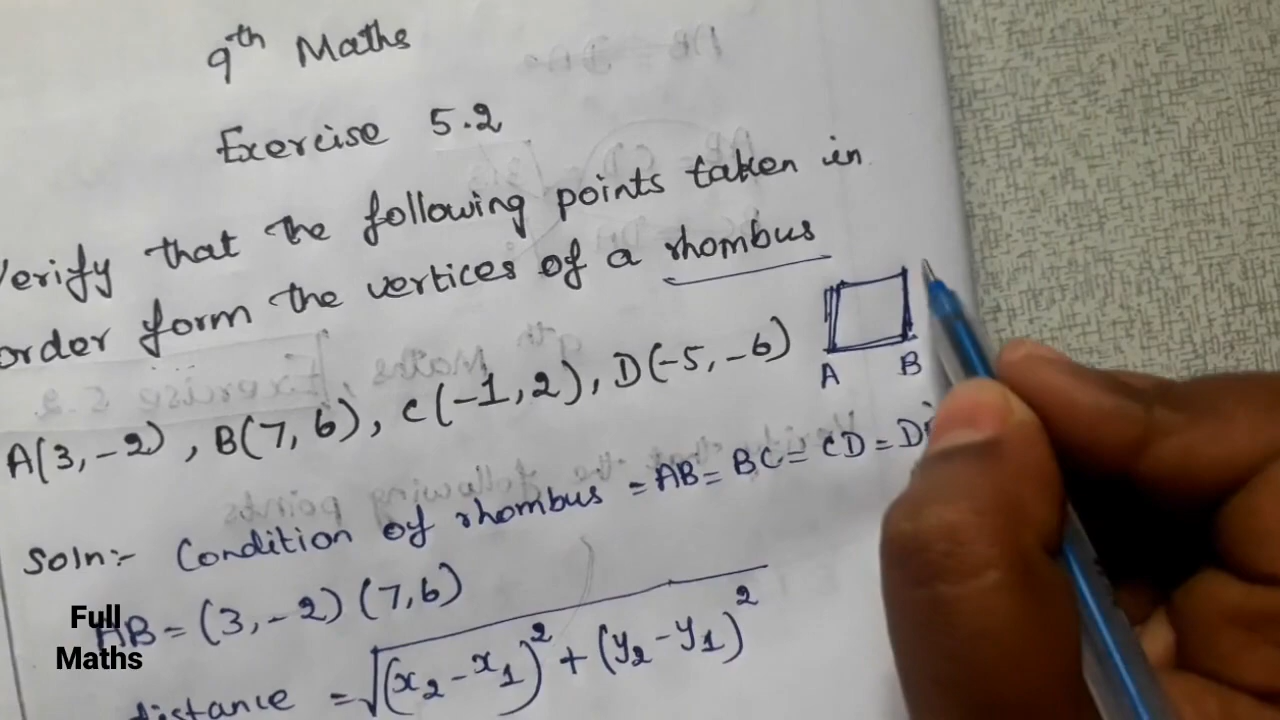 9th Maths
Exercise 5.2
Verify that the following points taken in
order form the vertices of a rhombus
A(3,-2), B(7,6), C(-1,2), D(-5,-6)
A B
Soln:- Condition of rhombus = AB = BC = CD = D
AB = (3,-2) (7,6)
distance = √(x₂-x₁)² + (y₂-y₁)²
Full
Maths